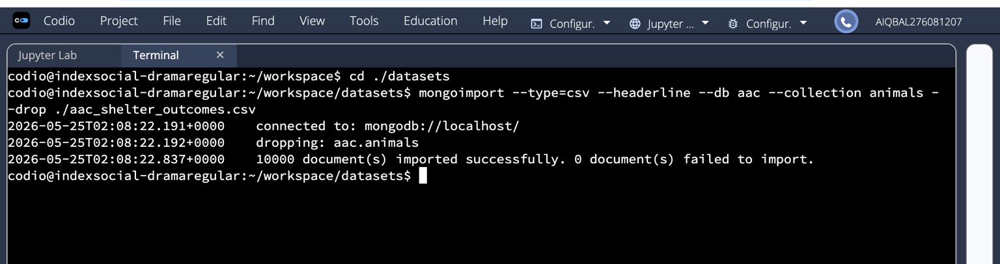 Codio Project File Edit Find View Tools Education Help Configur. Jupyter ... Configur. AIQBAL276081207
Jupyter Lab Terminal ×
codio@indexsocial-dramaregular:~/workspace$ cd ./datasets
codio@indexsocial-dramaregular:~/workspace/datasets$ mongoimport --type=csv --headerline --db aac --collection animals -
-drop ./aac_shelter_outcomes.csv
2026-05-25T02:08:22.191+0000    connected to: mongodb://localhost/
2026-05-25T02:08:22.192+0000    dropping: aac.animals
2026-05-25T02:08:22.837+0000    10000 document(s) imported successfully. 0 document(s) failed to import.
codio@indexsocial-dramaregular:~/workspace/datasets$